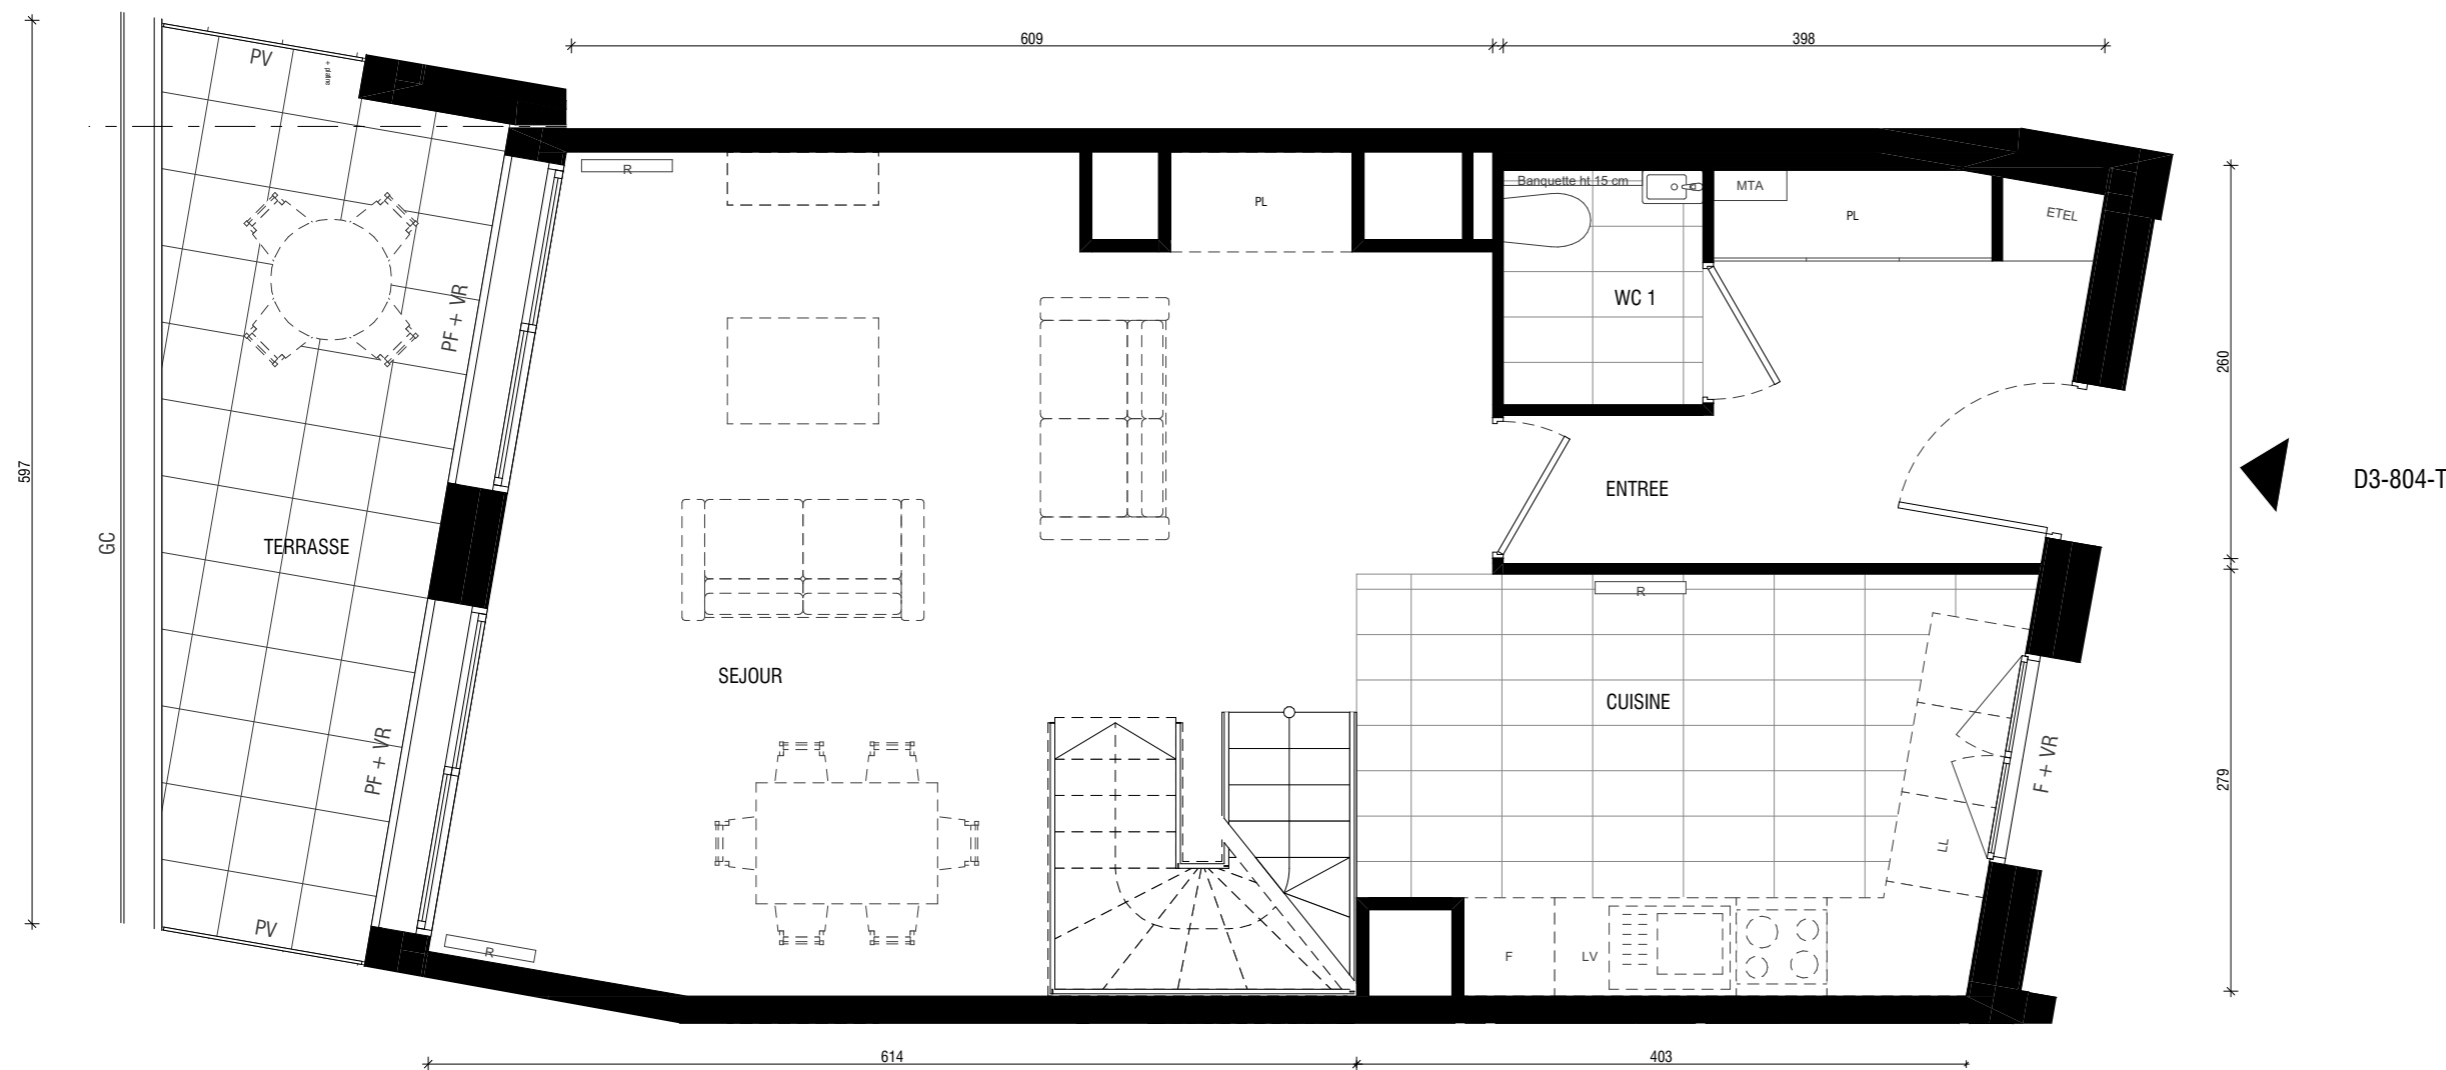 609
398
PV
+ platine
R
Banquette ht 15 cm
MTA
PL
PL
ETEL
PF + VR
WC 1
260
597
D3-804-T
ENTREE
GC
TERRASSE
R
SEJOUR
CUISINE
PF + VR
F + VR
279
LL
PV
R
F
LV
614
403